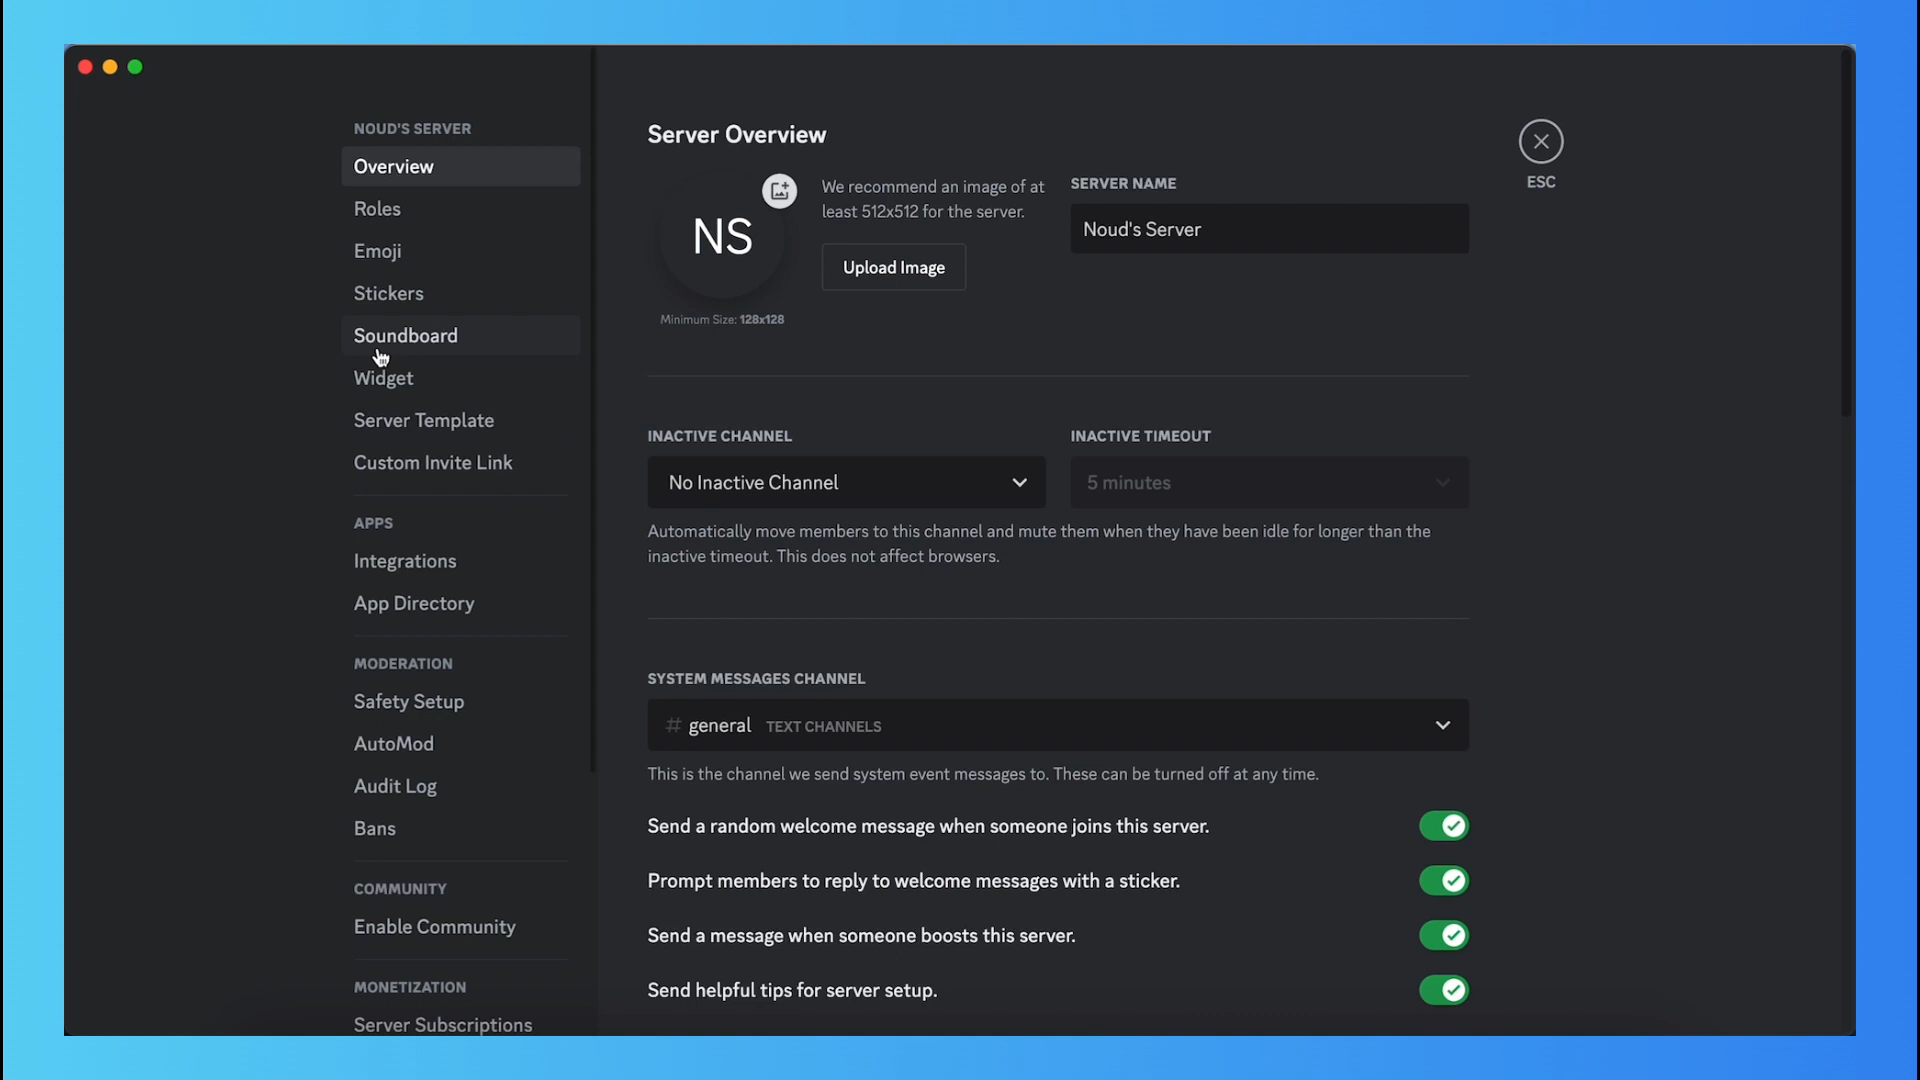 NOUD'S SERVER
Overview
Roles
Emoji
Stickers
Soundboard
Widget
Server Template
Custom Invite Link
APPS
Integrations
App Directory
MODERATION
Safety Setup
AutoMod
Audit Log
Bans
COMMUNITY
Enable Community
MONETIZATION
Server Subscriptions
Server Overview
NS
Minimum Size: 128x128
We recommend an image of at
least 512x512 for the server.
Upload Image
SERVER NAME
Noud's Server
ESC
INACTIVE CHANNEL
No Inactive Channel
INACTIVE TIMEOUT
5 minutes
Automatically move members to this channel and mute them when they have been idle for longer than the
inactive timeout. This does not affect browsers.
SYSTEM MESSAGES CHANNEL
# general TEXT CHANNELS
This is the channel we send system event messages to. These can be turned off at any time.
Send a random welcome message when someone joins this server.
Prompt members to reply to welcome messages with a sticker.
Send a message when someone boosts this server.
Send helpful tips for server setup.